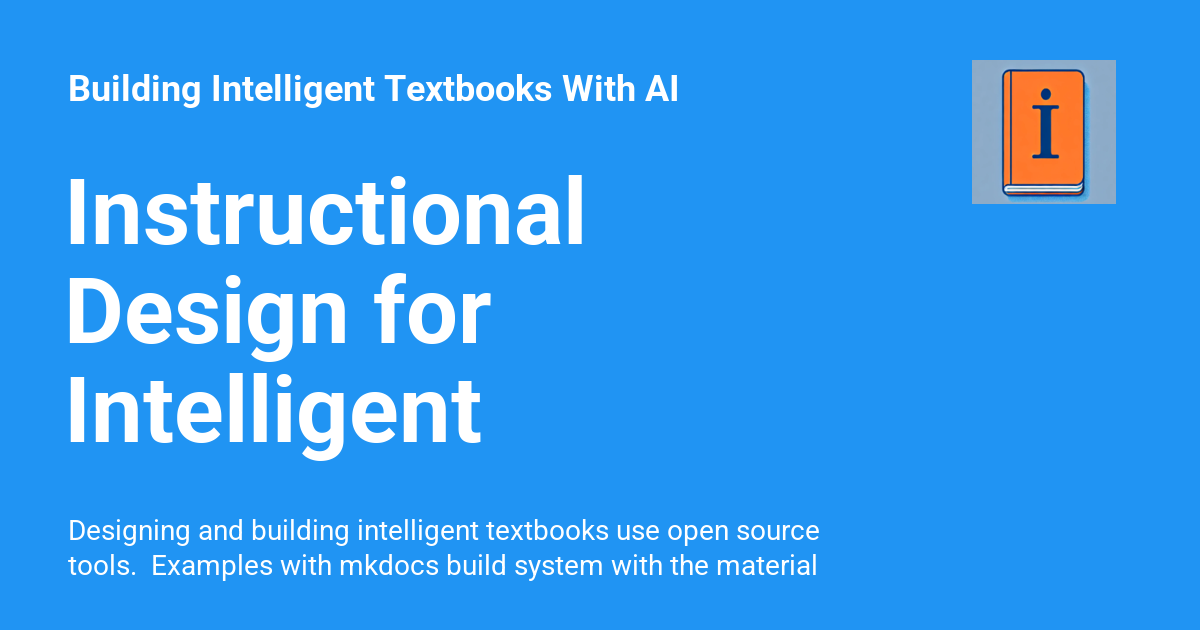 Building Intelligent Textbooks With AI
i
Instructional
Design for
Intelligent
Designing and building intelligent textbooks use open source
tools.  Examples with mkdocs build system with the material